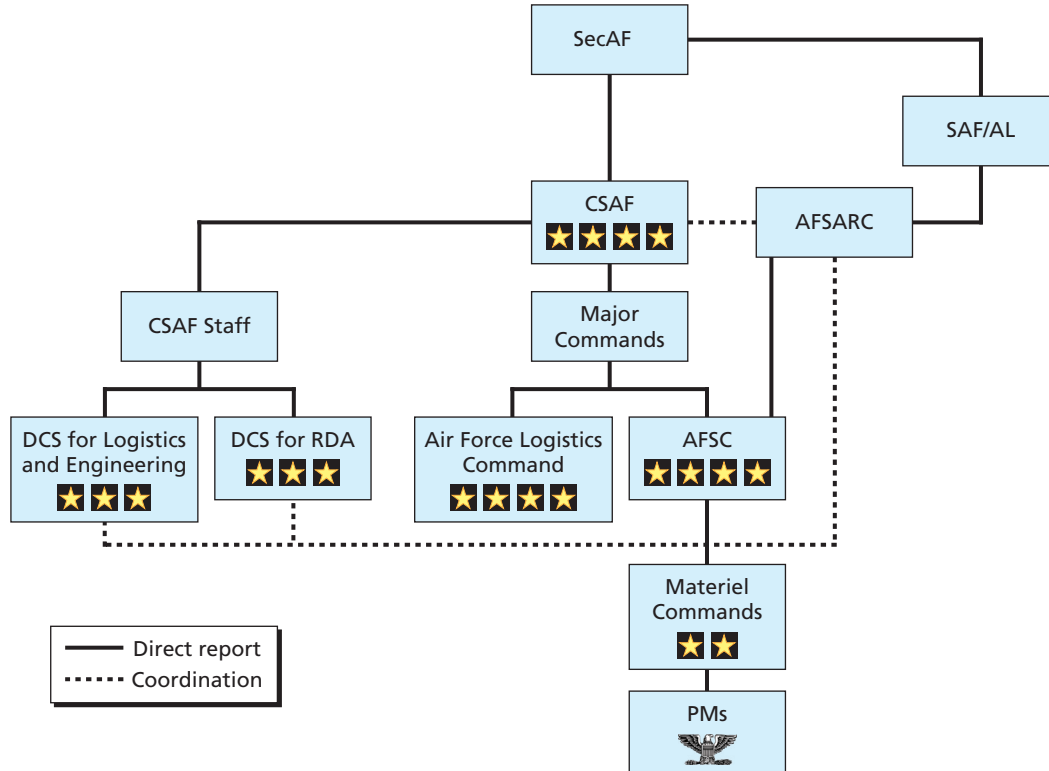 SecAF
SAF/AL
CSAF
AFSARC
CSAF Staff
Major
Commands
DCS for Logistics
and Engineering
DCS for RDA
Air Force Logistics
Command
AFSC
Materiel
Commands
PMs
Direct report
Coordination